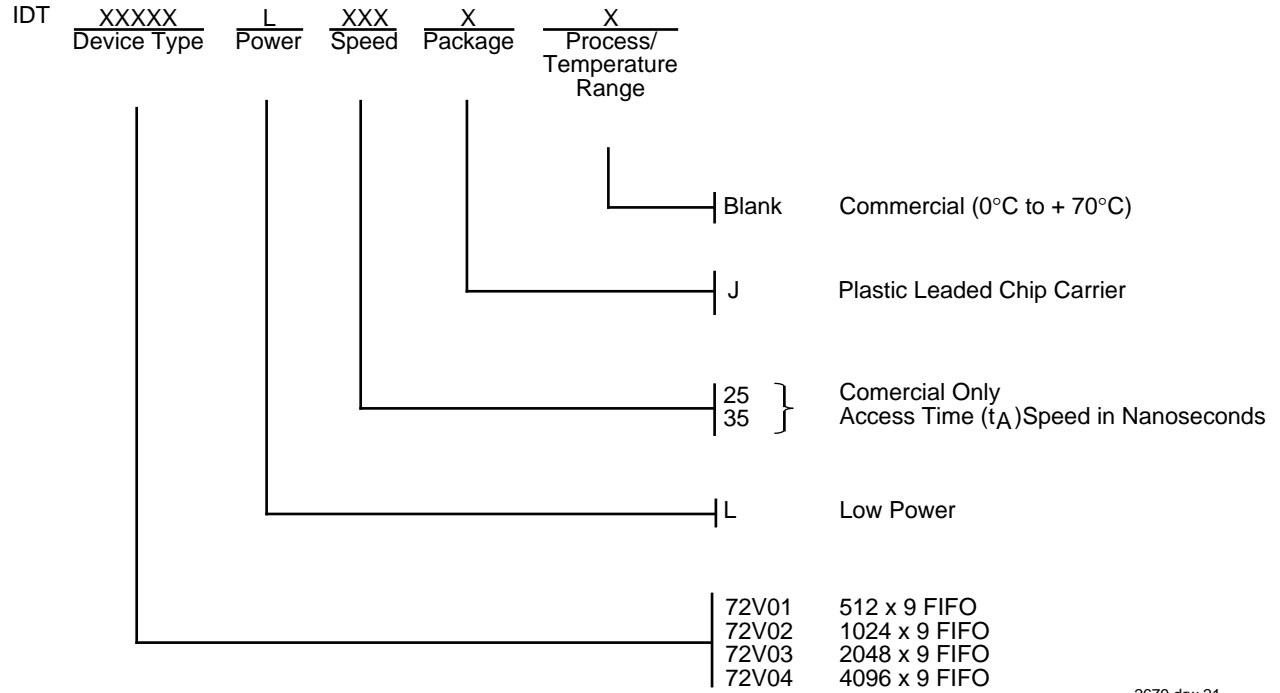 IDT XXXXX L XXX X X
Device Type Power Speed Package Process/
Temperature
Range
Blank Commercial (0°C to + 70°C)
J Plastic Leaded Chip Carrier
25 Comercial Only
35 } Access Time (tA)Speed in Nanoseconds
L Low Power
72V01 512 x 9 FIFO
72V02 1024 x 9 FIFO
72V03 2048 x 9 FIFO
72V04 4096 x 9 FIFO